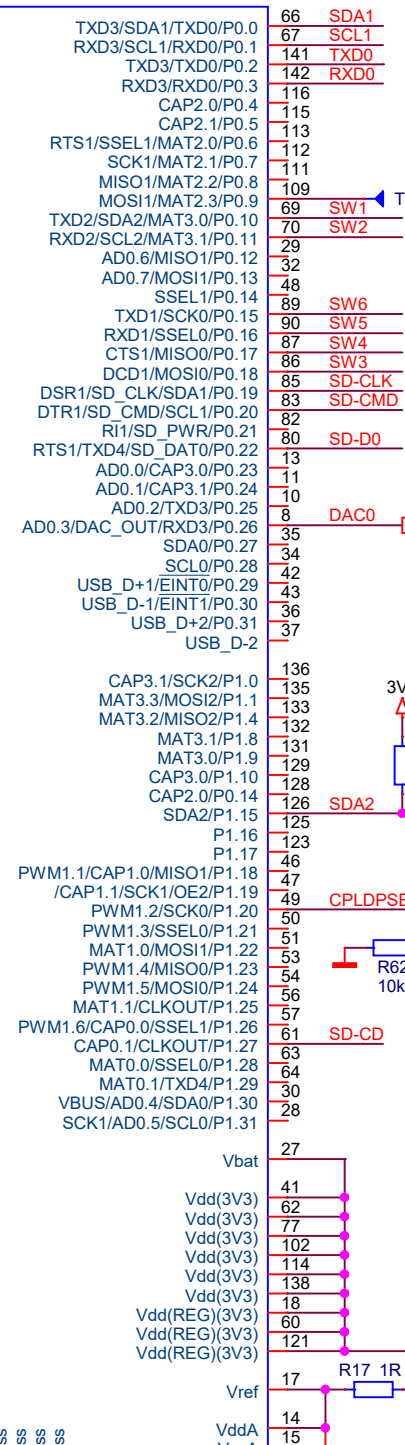 TXD3/SDA1/TXD0/P0.0 66 SDA1
RXD3/SCL1/RXD0/P0.1 67 SCL1
TXD3/TXD0/P0.2 141 TXD0
RXD3/RXD0/P0.3 142 RXD0
CAP2.0/P0.4 116
CAP2.1/P0.5 115
RTS1/SSEL1/MAT2.0/P0.6 113
SCK1/MAT2.1/P0.7 112
MISO1/MAT2.2/P0.8 111
MOSI1/MAT2.3/P0.9 109 T
TXD2/SDA2/MAT3.0/P0.10 69 SW1
RXD2/SCL2/MAT3.1/P0.11 70 SW2
AD0.6/MISO1/P0.12 29
AD0.7/MOSI1/P0.13 32
SSEL1/P0.14 48
TXD1/SCK0/P0.15 89 SW6
RXD1/SSEL0/P0.16 90 SW5
CTS1/MISO0/P0.17 87 SW4
DCD1/MOSI0/P0.18 86 SW3
DSR1/SD_CLK/SDA1/P0.19 85 SD-CLK
DTR1/SD_CMD/SCL1/P0.20 83 SD-CMD
RI1/SD_PWR/P0.21 82
RTS1/TXD4/SD_DAT0/P0.22 80 SD-D0
AD0.0/CAP3.0/P0.23 13
AD0.1/CAP3.1/P0.24 11
AD0.2/TXD3/P0.25 10
AD0.3/DAC_OUT/RXD3/P0.26 8 DAC0
SDA0/P0.27 35
SCL0/P0.28 34
USB_D+1/EINT0/P0.29 42
USB_D-1/EINT1/P0.30 43
USB_D+2/P0.31 36
USB_D-2 37
CAP3.1/SCK2/P1.0 136
MAT3.3/MOSI2/P1.1 135
MAT3.2/MISO2/P1.4 133
MAT3.1/P1.8 132
MAT3.0/P1.9 131
CAP3.0/P1.10 129
CAP2.0/P0.14 128
SDA2/P1.15 126 SDA2
P1.16 125
P1.17 123
PWM1.1/CAP1.0/MISO1/P1.18 46
/CAP1.1/SCK1/OE2/P1.19 47
PWM1.2/SCK0/P1.20 49 CPLDPSE
PWM1.3/SSEL0/P1.21 50
MAT1.0/MOSI1/P1.22 51
PWM1.4/MISO0/P1.23 53
PWM1.5/MOSI0/P1.24 54
MAT1.1/CLKOUT/P1.25 56
PWM1.6/CAP0.0/SSEL1/P1.26 57
CAP0.1/CLKOUT/P1.27 61 SD-CD
MAT0.0/SSEL0/P1.28 63
MAT0.1/TXD4/P1.29 64
VBUS/AD0.4/SDA0/P1.30 30
SCK1/AD0.5/SCL0/P1.31 28
3V
R62
10k
Vbat 27
Vdd(3V3) 41
Vdd(3V3) 62
Vdd(3V3) 77
Vdd(3V3) 102
Vdd(3V3) 114
Vdd(3V3) 138
Vdd(REG)(3V3) 18
Vdd(REG)(3V3) 60
Vdd(REG)(3V3) 121
R17 1R
Vref 17
VddA 14
15
ss ss ss ss